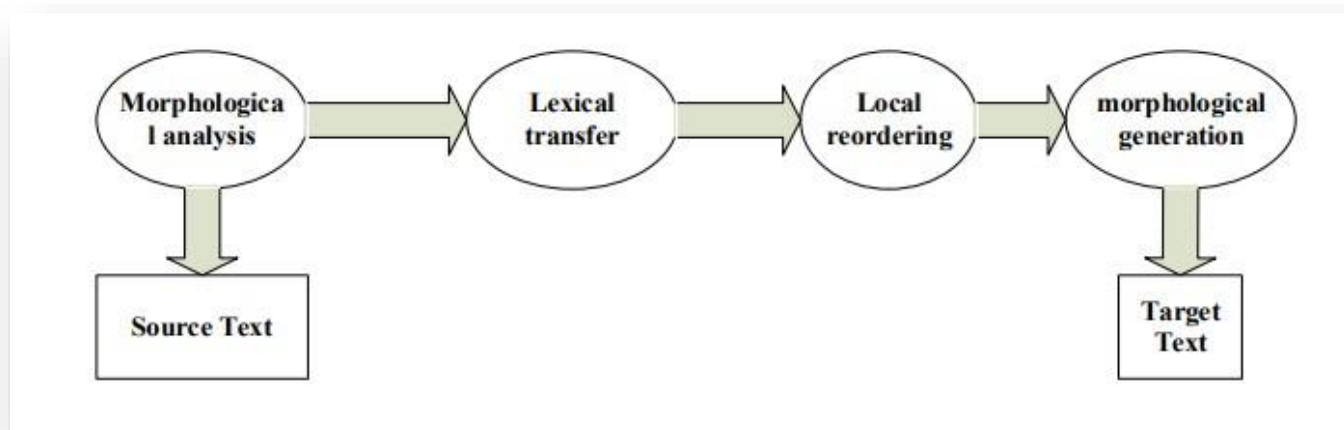 Morphologica
l analysis
Lexical
transfer
Local
reordering
morphological
generation
Source Text
Target
Text